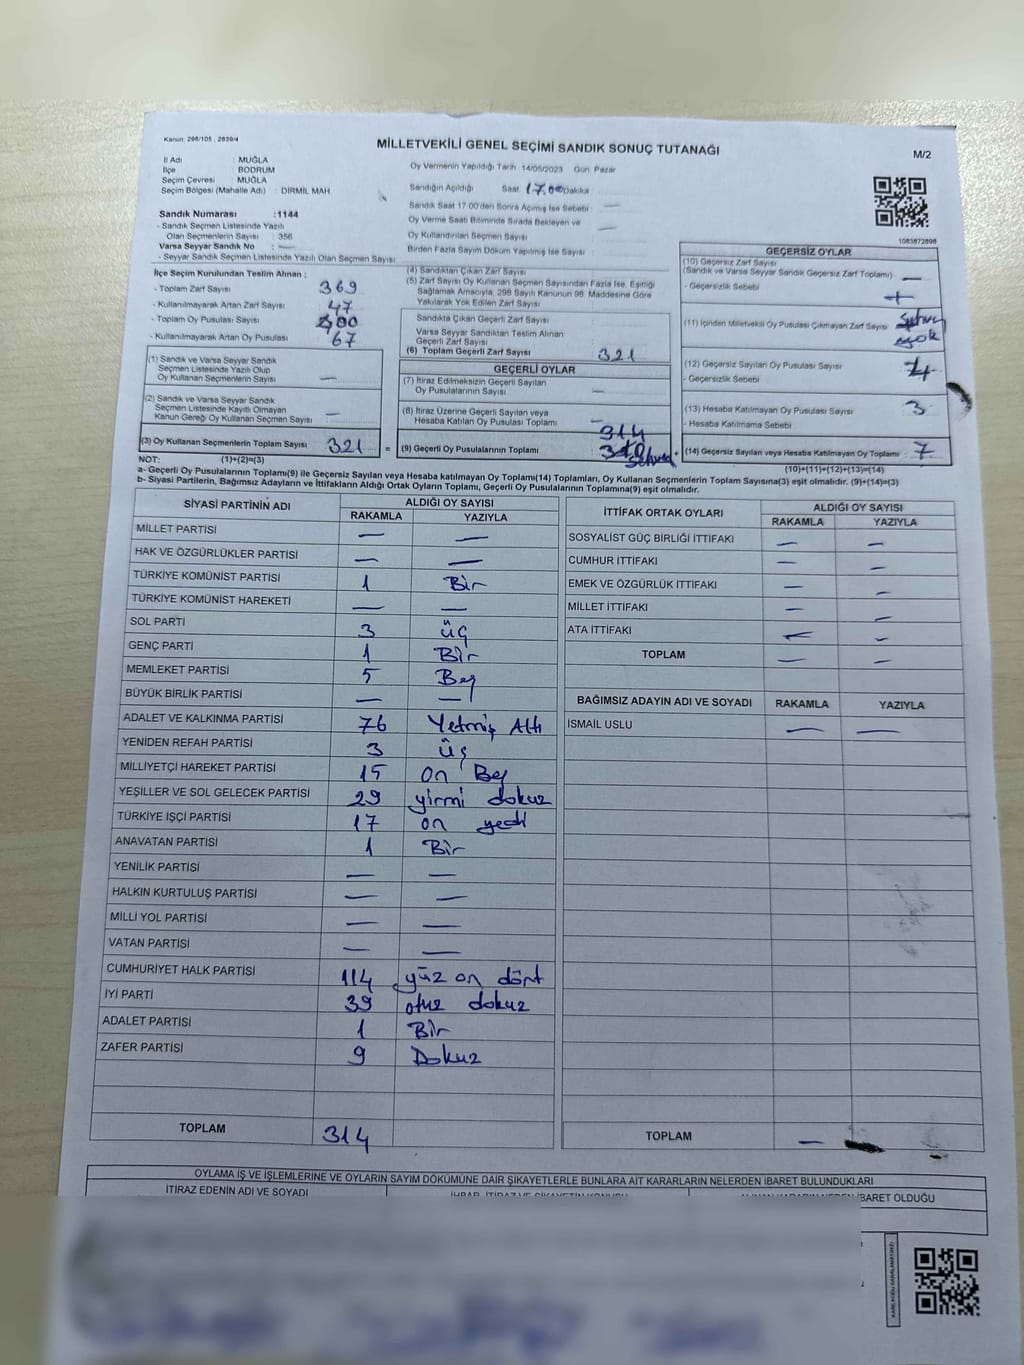 Kanun: 298/105 , 2839/4
MİLLETVEKİLİ GENEL SEÇİMİ SANDIK SONUÇ TUTANAĞI
M/2
İl Adı : MUĞLA
İlçe : BODRUM
Seçim Çevresi : MUĞLA
Seçim Bölgesi (Mahalle Adı) : DİRMİL MAH.
Sandık Numarası : 1144
- Sandık Seçmen Listesinde Yazılı
Olan Seçmenlerin Sayısı : 356
Varsa Seyyar Sandık No : —
- Seyyar Sandık Seçmen Listesinde Yazılı Olan Seçmen Sayısı
Oy Vermenin Yapıldığı Tarih 14/05/2023 Gün Pazar
Sandığın Açıldığı Saat 17.00 Dakika
Sandık Saat 17 00'den Sonra Açımış İse Sebebi : —
Oy Verme Saati Bitiminde Sırada Bekleyen ve
Oy Kullandırılan Seçmen Sayısı : —
Birden Fazla Sayım Döküm Yapılmış İse Sayısı :
1083872898
İlçe Seçim Kurulundan Teslim Alınan ;
- Toplam Zarf Sayısı 369
- Kullanılmayarak Artan Zarf Sayısı 47
- Toplam Oy Pusulası Sayısı 400
- Kullanılmayarak Artan Oy Pusulası 67
(1) Sandık ve Varsa Seyyar Sandık
Seçmen Listesinde Yazılı Olup
Oy Kullanan Seçmenlerin Sayısı : —
(2) Sandık ve Varsa Seyyar Sandık
Seçmen Listesinde Kayıtlı Olmayan
Kanun Gereği Oy Kullanan Seçmen Sayısı : —
(3) Oy Kullanan Seçmenlerin Toplam Sayısı 321 =
(4) Sandıktan Çıkan Zarf Sayısı
(5) Zarf Sayısı Oy Kullanan Seçmen Sayısından Fazla İse, Eşitliği
Sağlamak Amacıyla, 298 Sayılı Kanunun 98. Maddesine Göre
Yakılarak Yok Edilen Zarf Sayısı
Sandıkta Çıkan Geçerli Zarf Sayısı :
Varsa Seyyar Sandıktan Teslim Alınan
Geçerli Zarf Sayısı :
(6) Toplam Geçerli Zarf Sayısı : 321
GEÇERLİ OYLAR
(7) İtiraz Edilmeksizin Geçerli Sayılan
Oy Pusulalarının Sayısı : —
(8) İtiraz Üzerine Geçerli Sayılan veya
Hesaba Katılan Oy Pusulası Toplamı : —
314
(9) Geçerli Oy Pusulalarının Toplamı : +
GEÇERSİZ OYLAR
(10) Geçersiz Zarf Sayısı
(Sandık ve Varsa Seyyar Sandık Geçersiz Zarf Toplamı) : —
- Geçersizlik Sebebi :
(11) İçinden Milletvekili Oy Pusulası Çıkmayan Zarf Sayısı :
yok
(12) Geçersiz Sayılan Oy Pusulası Sayısı : 4
- Geçersizlik Sebebi :
(13) Hesaba Katılmayan Oy Pusulası Sayısı : 3
- Hesaba Katılmama Sebebi :
(14) Geçersiz Sayılan veya Hesaba Katılmayan Oy Toplamı : 7
NOT: (1)+(2)=(3) (10)+(11)+(12)+(13)=(14)
a- Geçerli Oy Pusulalarının Toplamı(9) ile Geçersiz Sayılan veya Hesaba katılmayan Oy Toplamı(14) Toplamları, Oy Kullanan Seçmenlerin Toplam Sayısına(3) eşit olmalıdır. (9)+(14)=(3)
b- Siyasi Partilerin, Bağımsız Adayların ve İttifakların Aldığı Ortak Oyların Toplamı, Geçerli Oy Pusulalarının Toplamına(9) eşit olmalıdır.
SİYASİ PARTİNİN ADI ALDIĞI OY SAYISI
RAKAMLA YAZIYLA
MİLLET PARTİSİ — —
HAK VE ÖZGÜRLÜKLER PARTİSİ — —
TÜRKİYE KOMÜNİST PARTİSİ 1 Bir
TÜRKİYE KOMÜNİST HAREKETİ — —
SOL PARTİ 3 üç
GENÇ PARTİ 1 Bir
MEMLEKET PARTİSİ 5 Beş
BÜYÜK BİRLİK PARTİSİ — —
ADALET VE KALKINMA PARTİSİ 76 Yetmiş Altı
YENİDEN REFAH PARTİSİ 3 üş
MİLLİYETÇİ HAREKET PARTİSİ 15 on Beş
YEŞİLLER VE SOL GELECEK PARTİSİ 29 yirmi dokuz
TÜRKİYE İŞÇİ PARTİSİ 17 on yedi
ANAVATAN PARTİSİ 1 Bir
YENİLİK PARTİSİ — —
HALKIN KURTULUŞ PARTİSİ — —
MİLLİ YOL PARTİSİ — —
VATAN PARTİSİ — —
CUMHURİYET HALK PARTİSİ 114 yüz on dört
İYİ PARTİ 39 otuz dokuz
ADALET PARTİSİ 1 Bir
ZAFER PARTİSİ 9 Dokuz
TOPLAM 314
İTTİFAK ORTAK OYLARI ALDIĞI OY SAYISI
RAKAMLA YAZIYLA
SOSYALİST GÜÇ BİRLİĞİ İTTİFAKI — —
CUMHUR İTTİFAKI — —
EMEK VE ÖZGÜRLÜK İTTİFAKI — —
MİLLET İTTİFAKI — —
ATA İTTİFAKI — —
TOPLAM — —
BAĞIMSIZ ADAYIN ADI VE SOYADI RAKAMLA YAZIYLA
İSMAİL USLU — —
TOPLAM —
OYLAMA İŞ VE İŞLEMLERİNE VE OYLARIN SAYIM DÖKÜMÜNE DAİR ŞİKAYETLERLE BUNLARA AİT KARARLARIN NELERDEN İBARET BULUNDUKLARI
İTİRAZ EDENİN ADI VE SOYADI
İBARET OLDUĞU